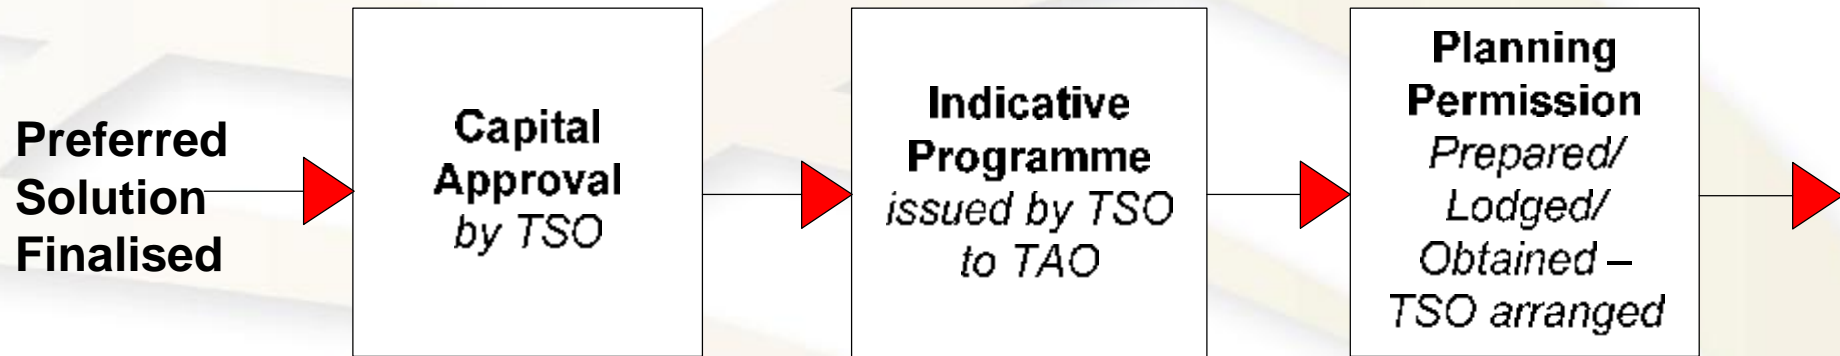 Preferred
Solution
Finalised
Capital
Approval
by TSO
Indicative
Programme
issued by TSO
to TAO
Planning
Permission
Prepared/
Lodged/
Obtained –
TSO arranged